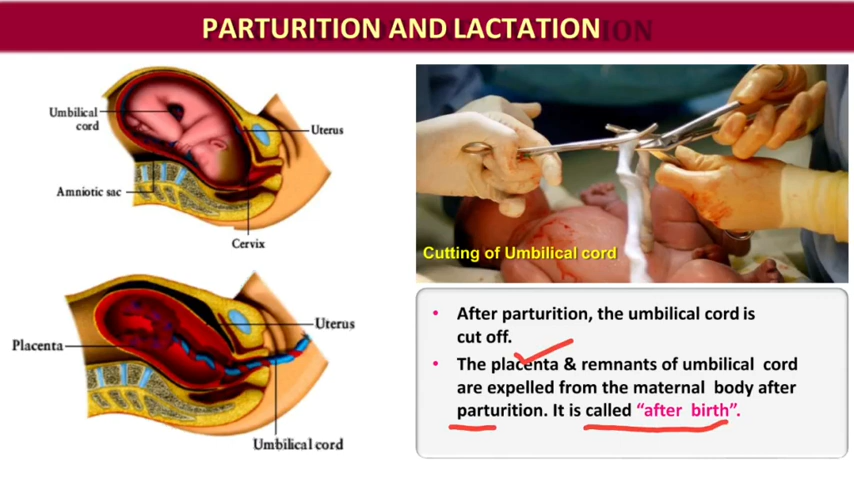 PARTURITION AND LACTATION
Umbilical
cord
Uterus
Amniotic sac
Cervix
Placenta
Uterus
Umbilical cord
Cutting of Umbilical cord
• After parturition, the umbilical cord is
cut off.
• The placenta & remnants of umbilical cord
are expelled from the maternal body after
parturition. It is called “after birth”.